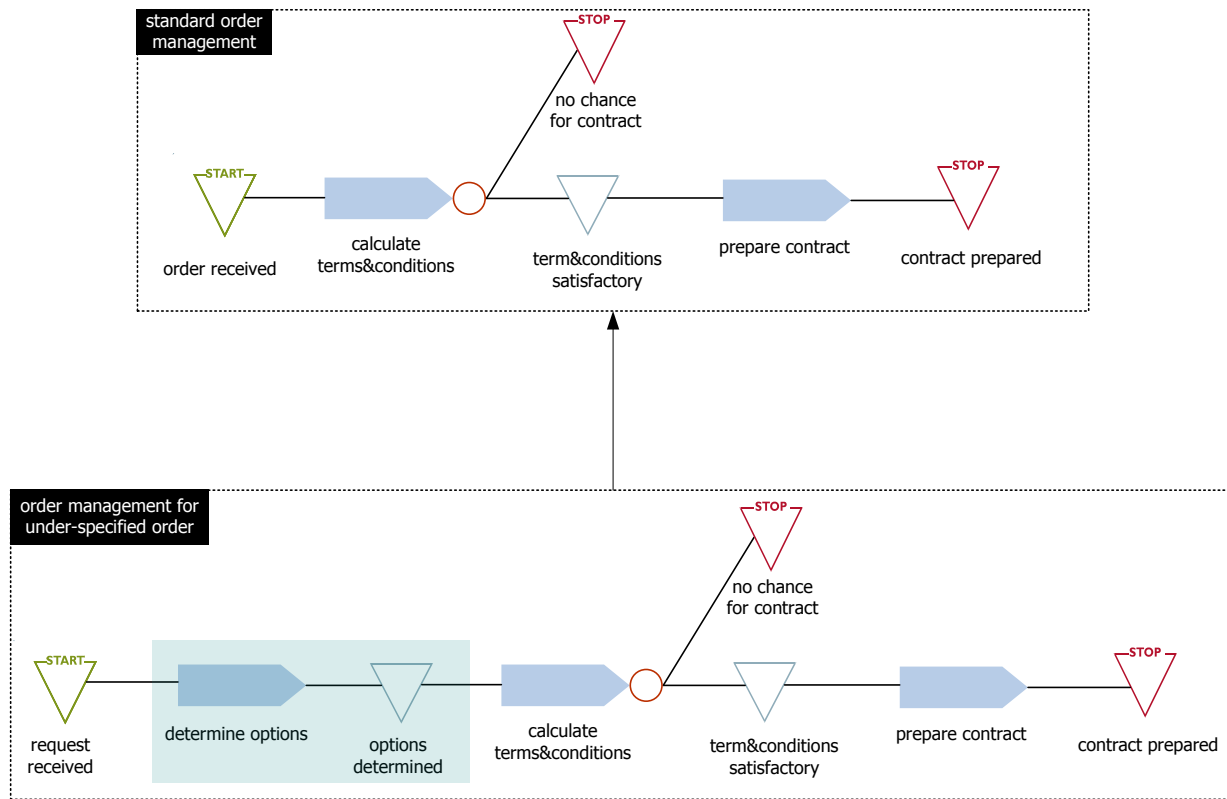 standard order
management
STOP
no chance
for contract
START
STOP
order received
calculate
terms&conditions
term&conditions
satisfactory
prepare contract
contract prepared
order management for
under-specified order
STOP
no chance
for contract
START
STOP
request
received
determine options
options
determined
calculate
terms&conditions
term&conditions
satisfactory
prepare contract
contract prepared